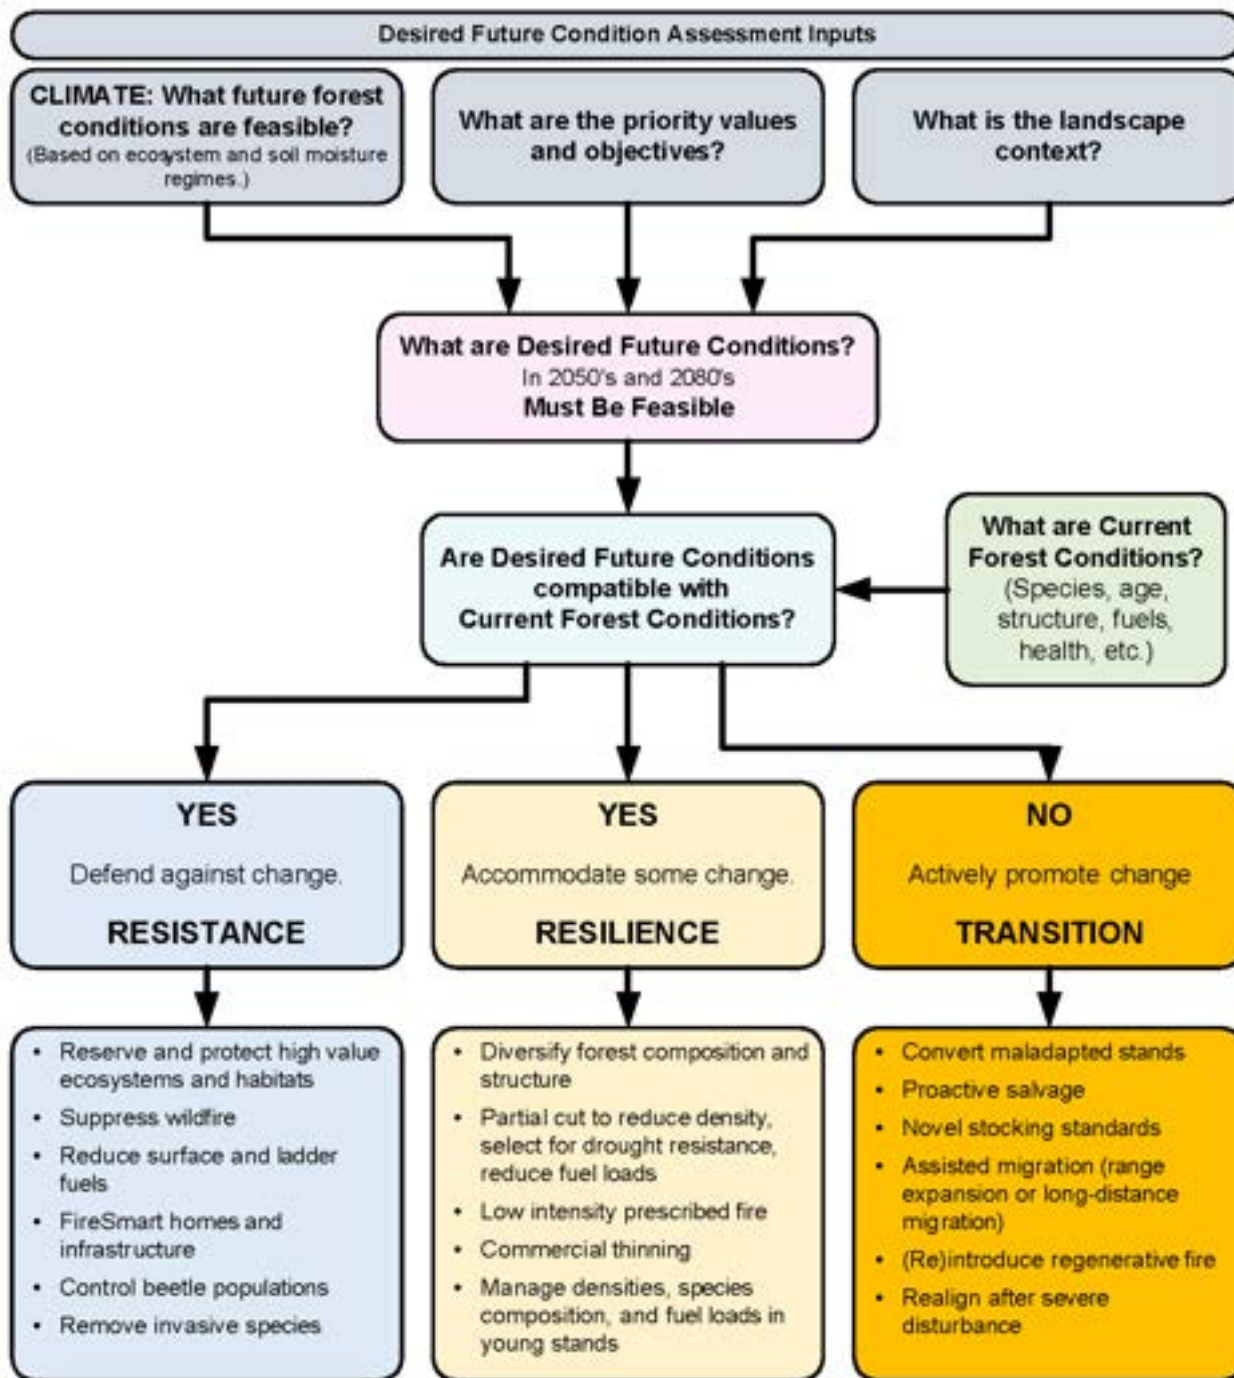 Desired Future Condition Assessment Inputs
CLIMATE: What future forest
conditions are feasible?
(Based on ecosystem and soil moisture
regimes.)
What are the priority values
and objectives?
What is the landscape
context?
What are Desired Future Conditions?
In 2050's and 2080's
Must Be Feasible
Are Desired Future Conditions
compatible with
Current Forest Conditions?
What are Current
Forest Conditions?
(Species, age,
structure, fuels,
health, etc.)
YES
Defend against change.
RESISTANCE
YES
Accommodate some change.
RESILIENCE
NO
Actively promote change
TRANSITION
• Reserve and protect high value
ecosystems and habitats
• Suppress wildfire
• Reduce surface and ladder
fuels
• FireSmart homes and
infrastructure
• Control beetle populations
• Remove invasive species
• Diversify forest composition and
structure
• Partial cut to reduce density,
select for drought resistance,
reduce fuel loads
• Low intensity prescribed fire
• Commercial thinning
• Manage densities, species
composition, and fuel loads in
young stands
• Convert maladapted stands
• Proactive salvage
• Novel stocking standards
• Assisted migration (range
expansion or long-distance
migration)
• (Re)introduce regenerative fire
• Realign after severe
disturbance